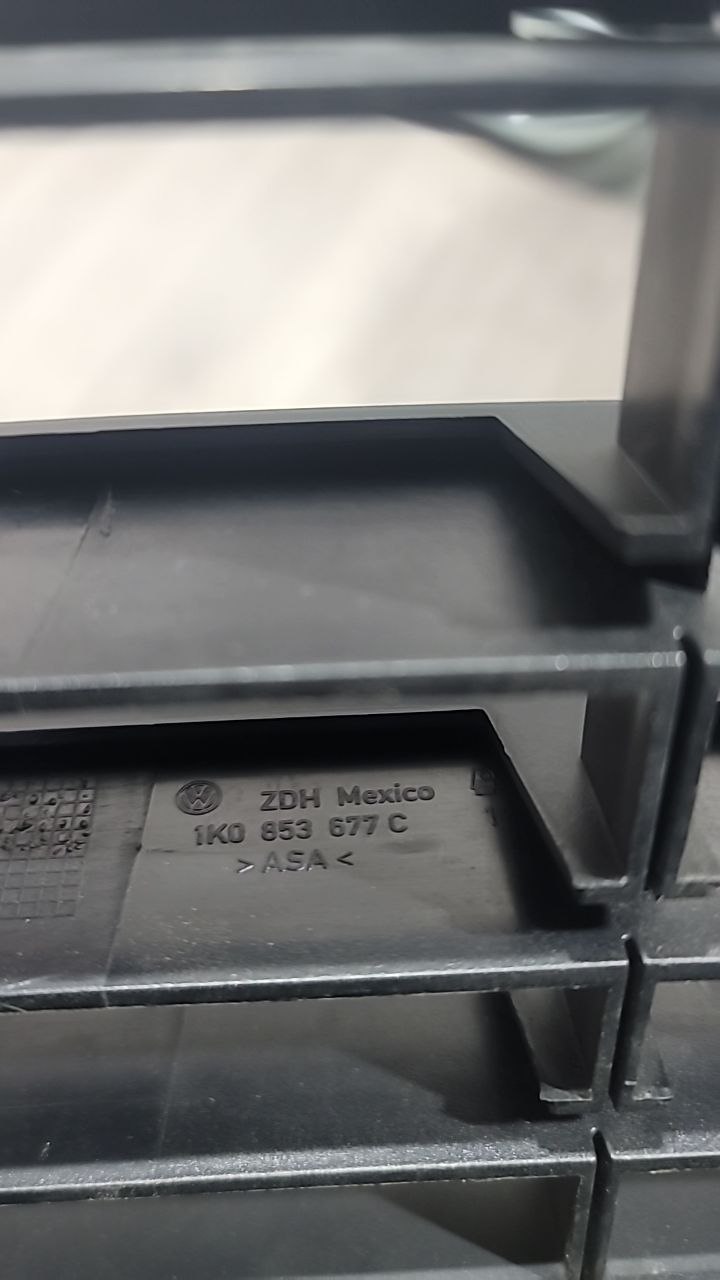 ZDH Mexico
1K0 853 677 C
>ASA<